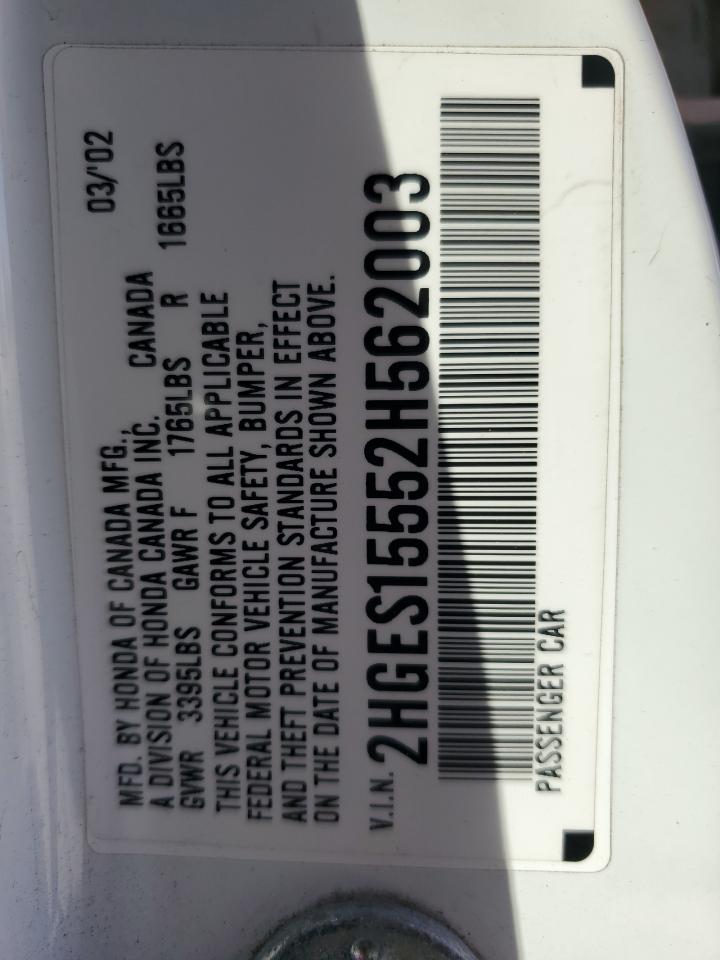 MFD. BY HONDA OF CANADA MFG., 03/'02
A DIVISION OF HONDA CANADA INC. CANADA
GVWR 3395LBS GAWR F 1765LBS R 1665LBS
THIS VEHICLE CONFORMS TO ALL APPLICABLE
FEDERAL MOTOR VEHICLE SAFETY, BUMPER,
AND THEFT PREVENTION STANDARDS IN EFFECT
ON THE DATE OF MANUFACTURE SHOWN ABOVE.
V.I.N. 2HGES15552H562003
PASSENGER CAR